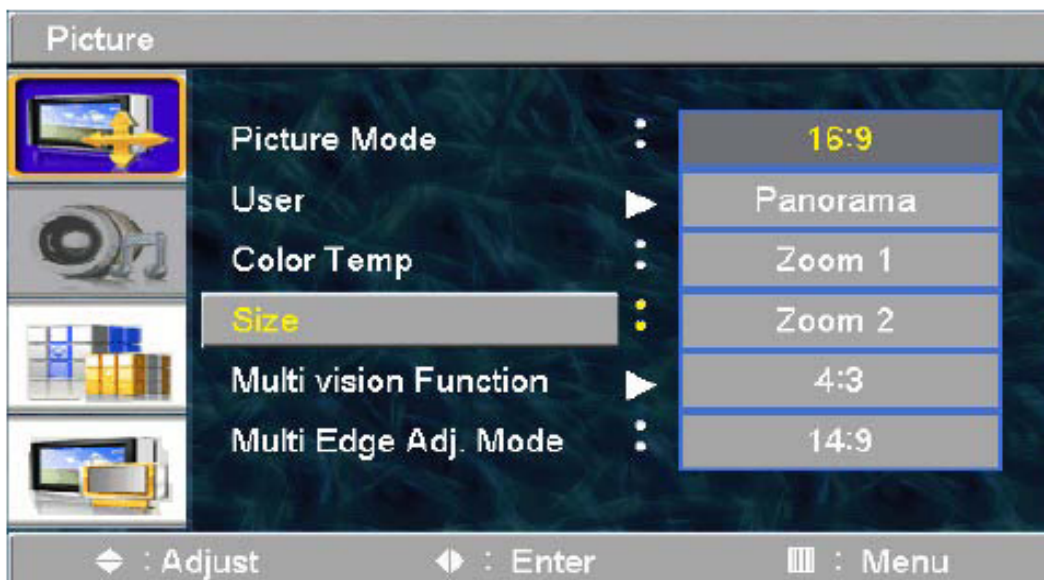 Picture
Picture Mode : 16:9
User ▶ Panorama
Color Temp : Zoom 1
Size : Zoom 2
Multi vision Function ▶ 4:3
Multi Edge Adj. Mode : 14:9
: Adjust : Enter : Menu